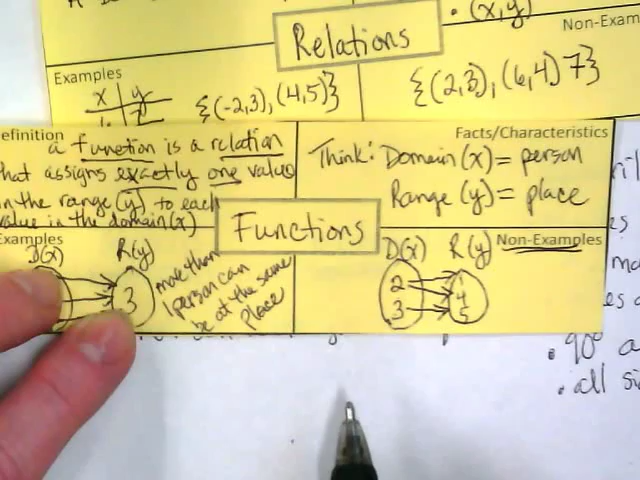 • (x,y)
Relations
Non-Exam
Examples
x y
{(-2,3), (4,5)}
{(2,3), (6,4) 7}
efinition
a function is a relation
hat assigns exactly one value
in the range (y) to each
value in the domain (x)
Facts/Characteristics
Think: Domain (x) = person
Range (y) = place
Functions
Examples
D(x) R(y)
3
more than
1 person can
be at the same
place
Non-Examples
D(x) R(y)
2 1
3 4
5
• 90° a
• all si